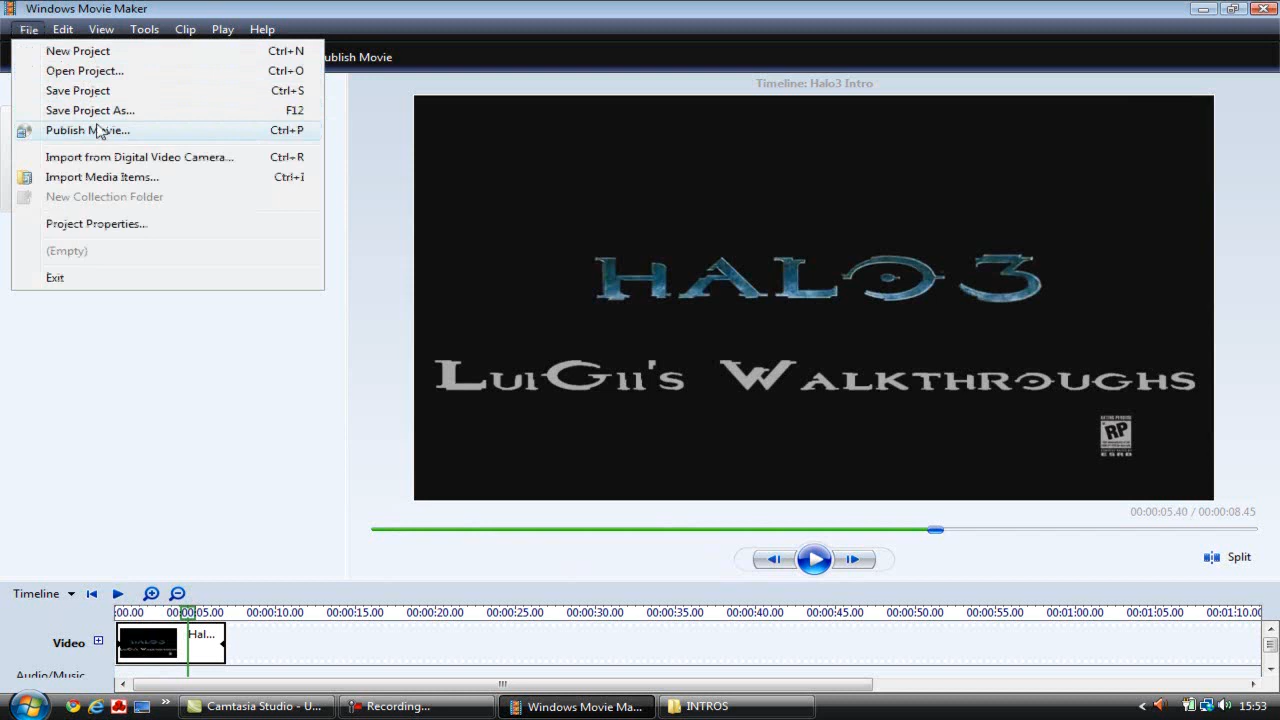 Windows Movie Maker
File Edit View Tools Clip Play Help
New Project Ctrl+N
Open Project... Ctrl+O
Save Project Ctrl+S
Save Project As... F12
Publish Movie... Ctrl+P
Import from Digital Video Camera... Ctrl+R
Import Media Items... Ctrl+I
New Collection Folder
Project Properties...
(Empty)
Exit
ublish Movie
Timeline: Halo3 Intro
HALO 3
LuiGii's Walkthroughs
RP
ESRB
00:00:05.40 / 00:00:08.45
Split
Timeline
:00.00 00:00:05.00 00:00:10.00 00:00:15.00 00:00:20.00 00:00:25.00 00:00:30.00 00:00:35.00 00:00:40.00 00:00:45.00 00:00:50.00 00:00:55.00 00:01:00.00 00:01:05.00 00:01:10.00
Video
Hal...
Audio/Music
Camtasia Studio - U... Recording... Windows Movie Ma... INTROS 15:53